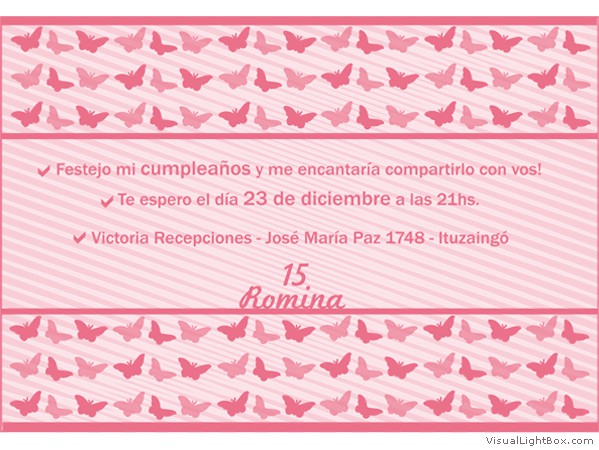 Festejo mi cumpleaños y me encantaría compartirlo con vos!
Te espero el día 23 de diciembre a las 21hs.
Victoria Recepciones - José María Paz 1748 - Ituzaingó
15
Romina
VisualLightBox.com